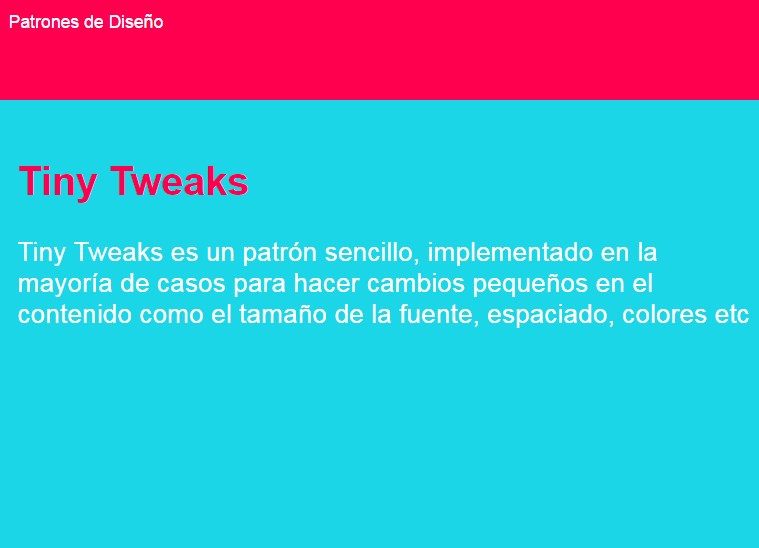 Patrones de Diseño
Tiny Tweaks
Tiny Tweaks es un patrón sencillo, implementado en la
mayoría de casos para hacer cambios pequeños en el
contenido como el tamaño de la fuente, espaciado, colores etc